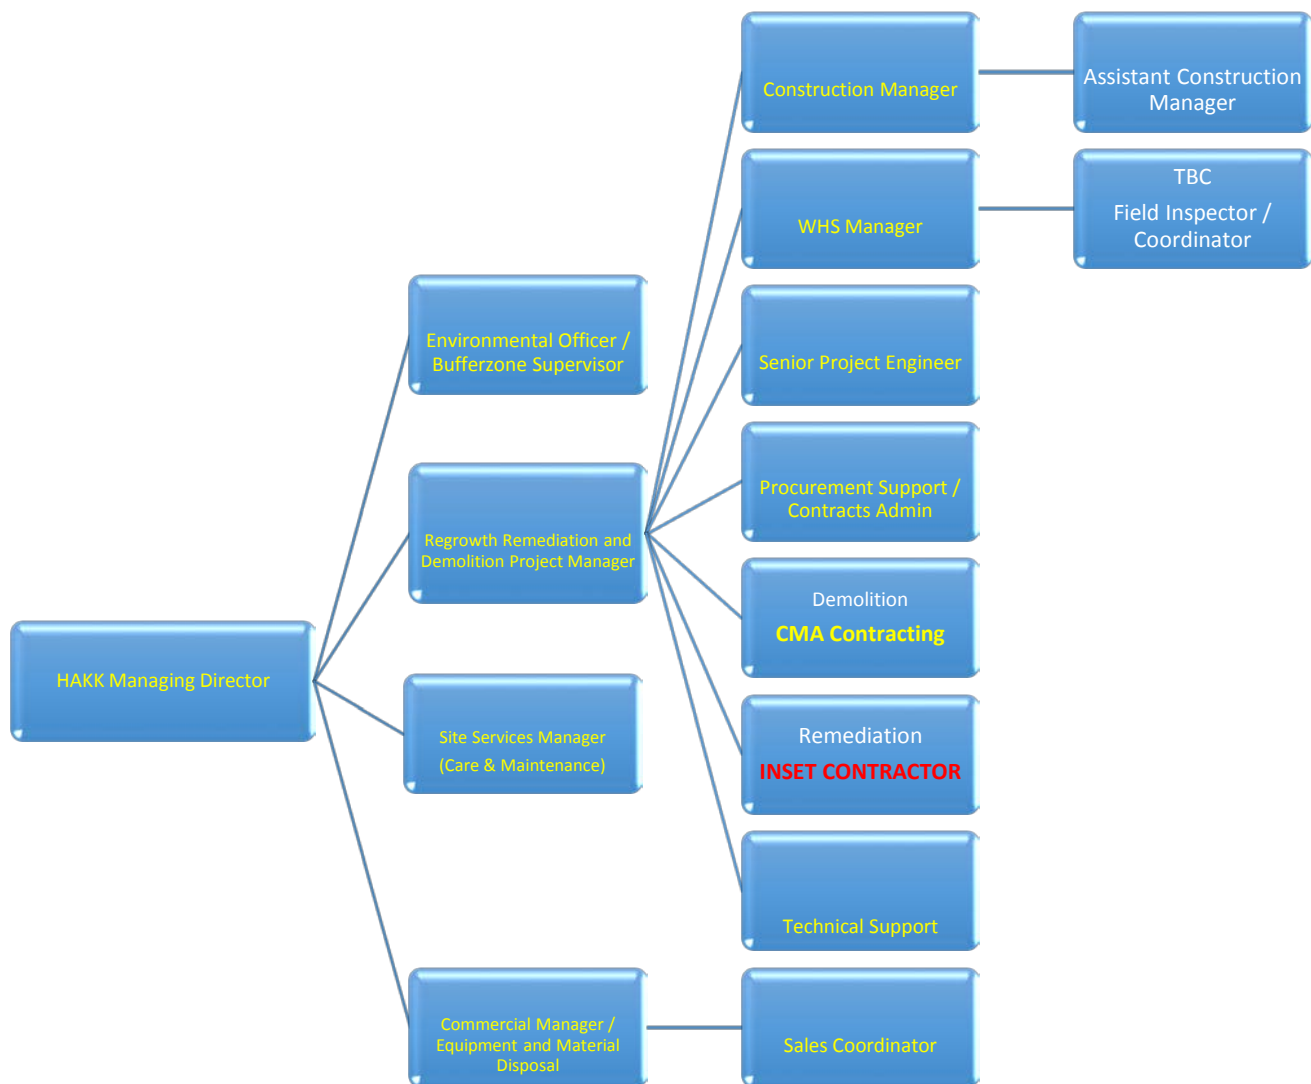 Construction Manager
Assistant Construction
Manager
WHS Manager
TBC
Field Inspector /
Coordinator
Environmental Officer /
Bufferzone Supervisor
Senior Project Engineer
Procurement Support /
Contracts Admin
Regrowth Remediation and
Demolition Project Manager
Demolition
CMA Contracting
HAKK Managing Director
Site Services Manager
(Care & Maintenance)
Remediation
INSET CONTRACTOR
Technical Support
Commercial Manager /
Equipment and Material
Disposal
Sales Coordinator